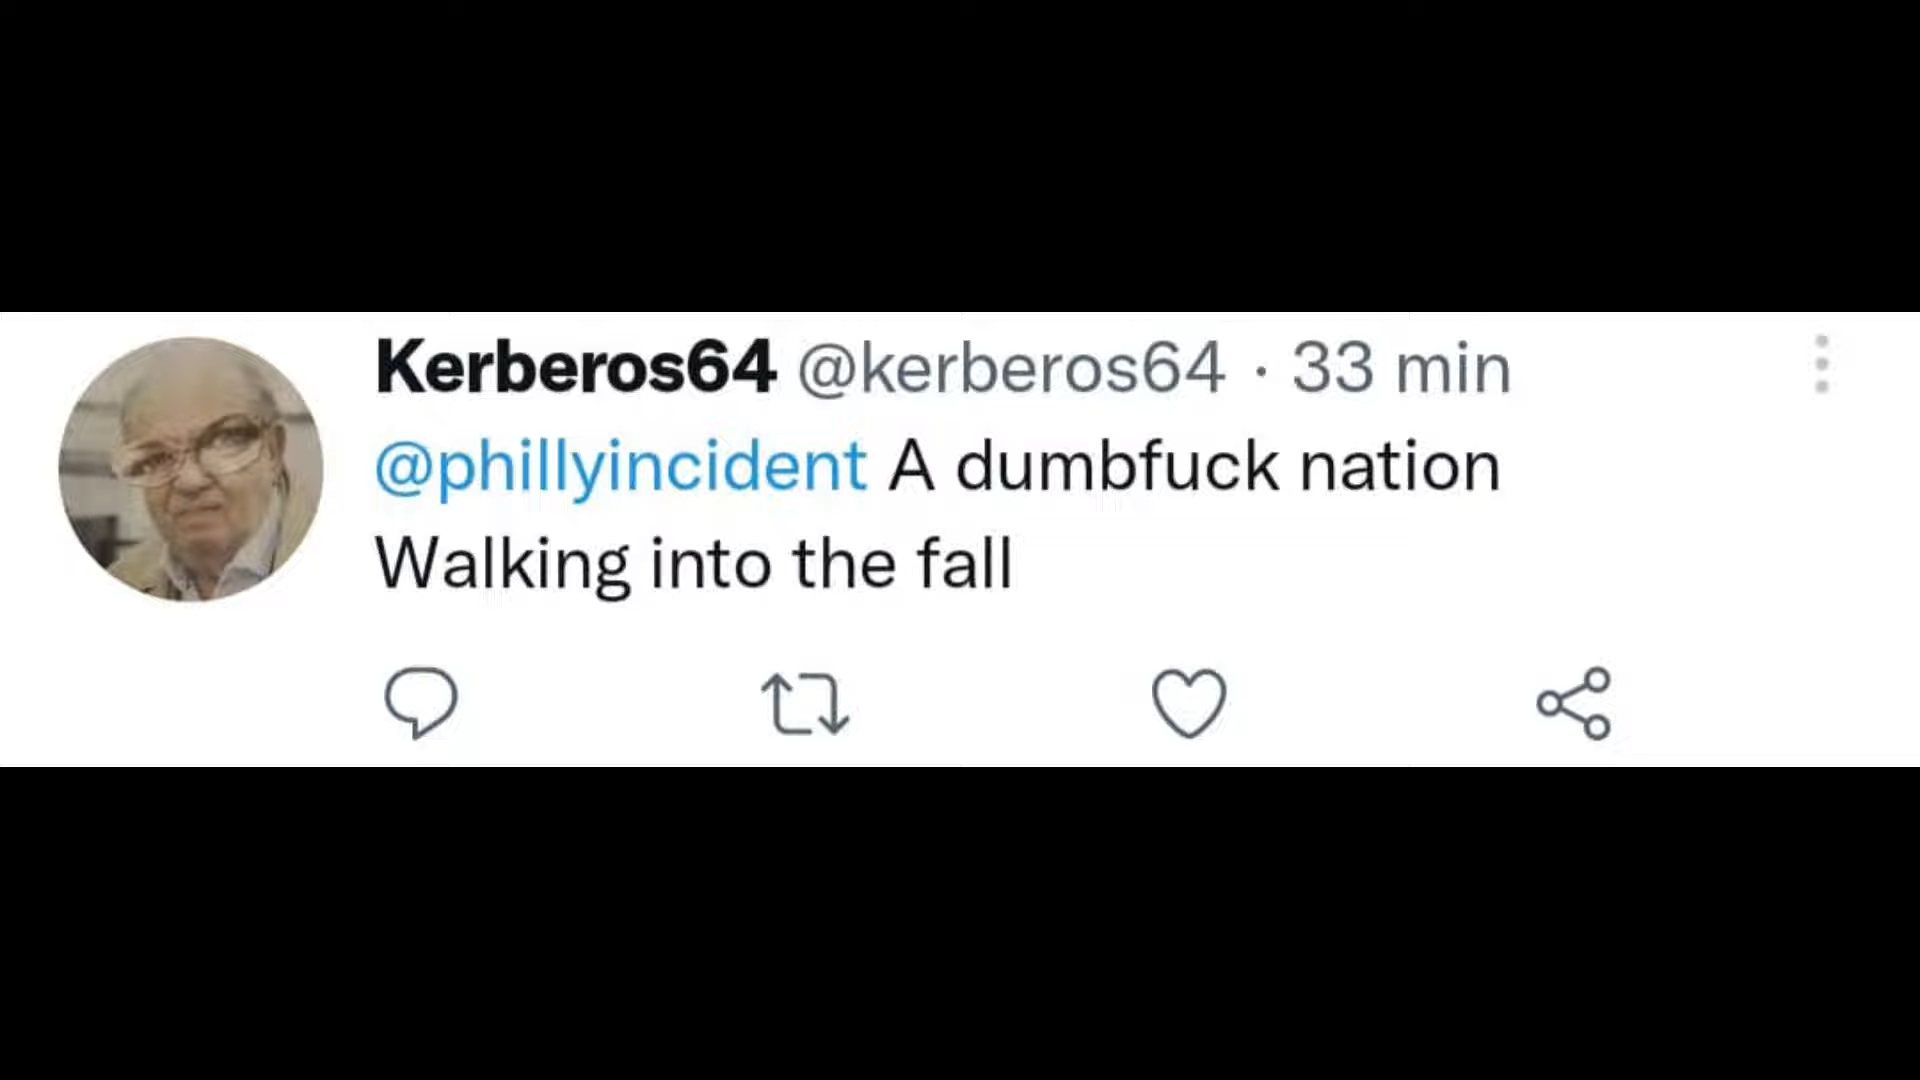 Kerberos64 @kerberos64 · 33 min
@phillyincident A dumbfuck nation
Walking into the fall